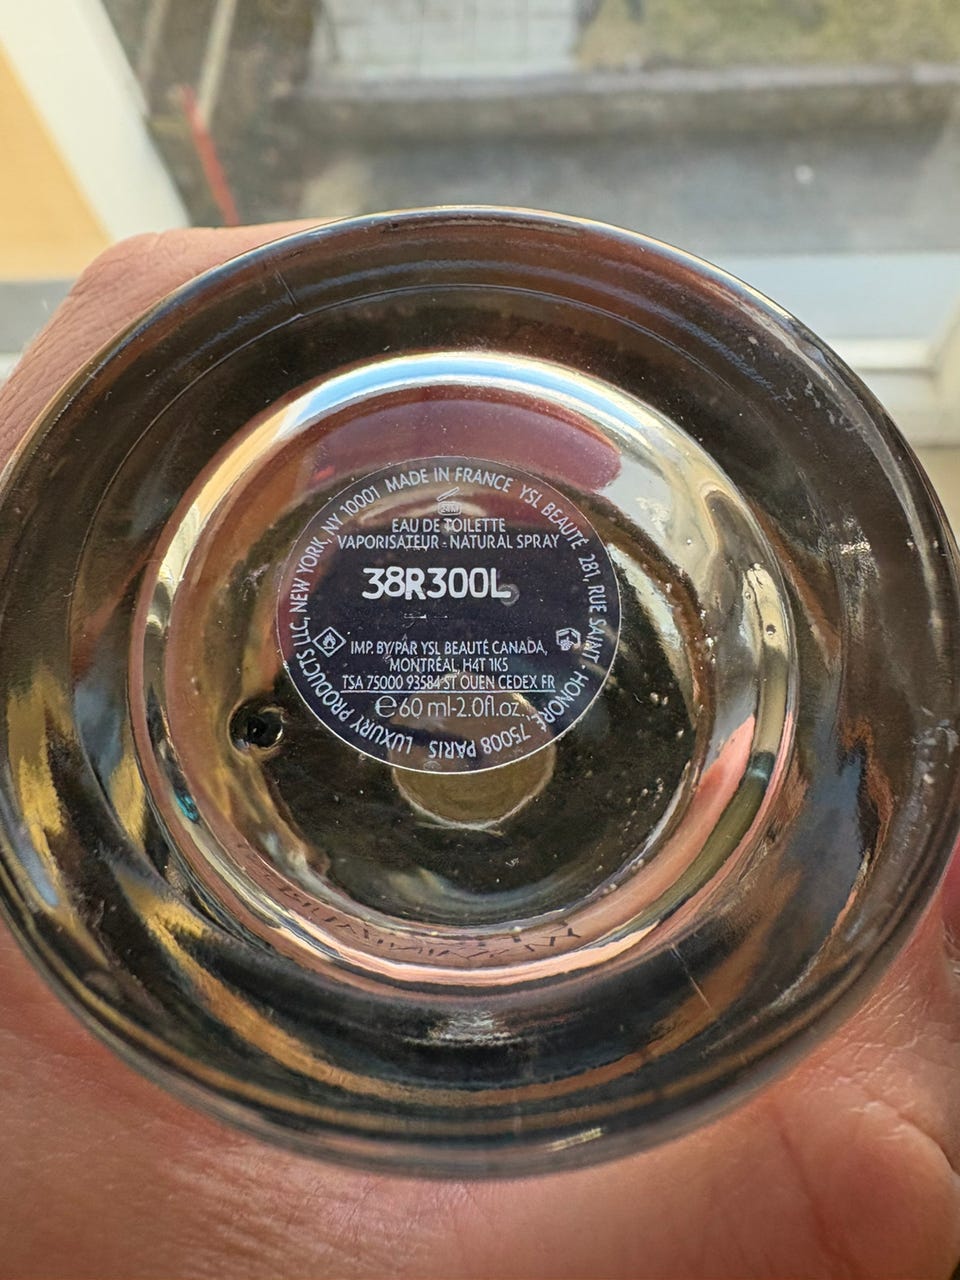 LUXURY PRODUCTS LLC, NEW YORK, NY 10001 MADE IN FRANCE YSL BEAUTÉ 281, RUE SAINT-HONORÉ, 75008 PARIS
24M
EAU DE TOILETTE
VAPORISATEUR - NATURAL SPRAY
38R300L
IMP. BY/PAR YSL BEAUTÉ CANADA,
MONTRÉAL, H4T 1K5
TSA 75000 93584 ST OUEN CEDEX FR
℮60 ml-2.0fl.oz.